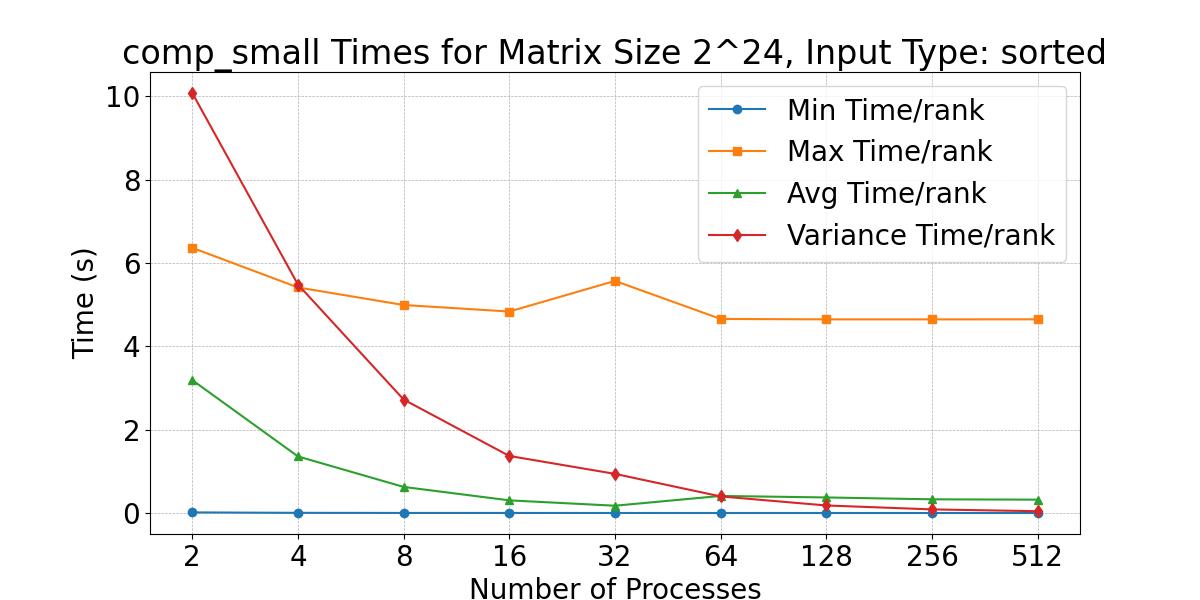 comp_small Times for Matrix Size 2^24, Input Type: sorted
Min Time/rank
Max Time/rank
Avg Time/rank
Variance Time/rank
Time (s)
10
8
6
4
2
0
2 4 8 16 32 64 128 256 512
Number of Processes